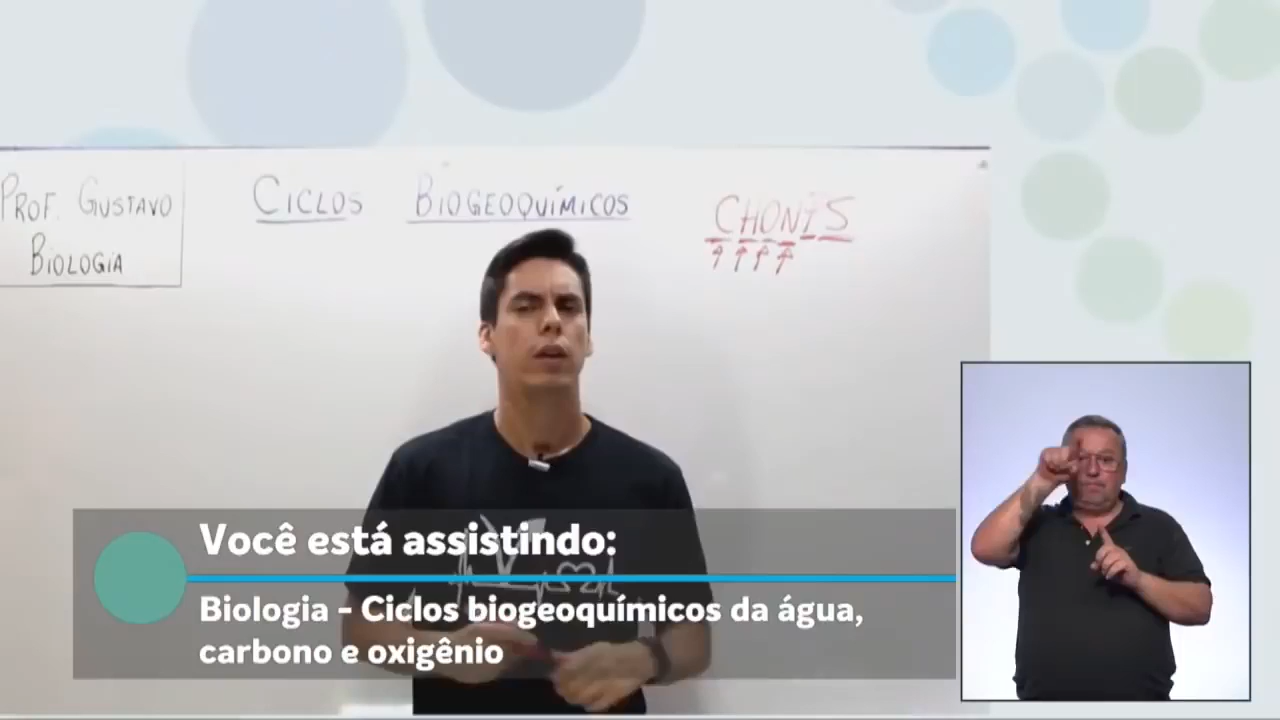 PROF. GUSTAVO
BIOLOGIA
CICLOS BIOGEOQUÍMICOS
CHONPS
Você está assistindo:
Biologia - Ciclos biogeoquímicos da água,
carbono e oxigênio